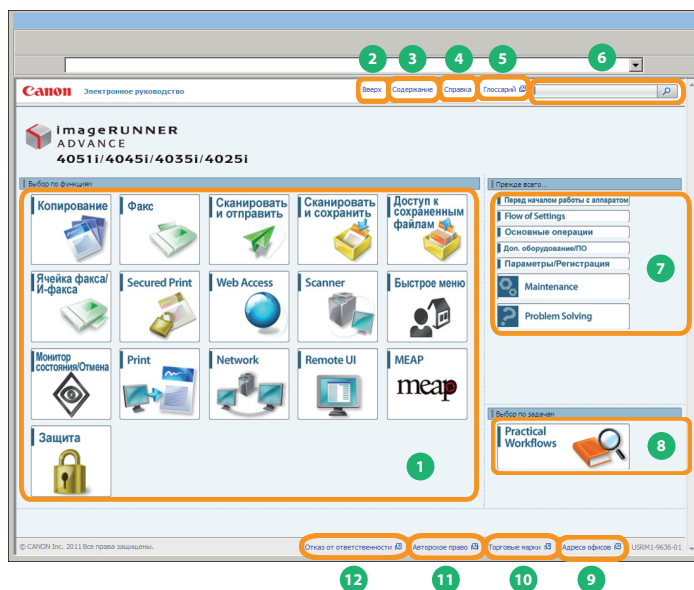 2 3 4 5 6
Canon Электронное руководство Вверх Содержание Справка Глоссарий
imageRUNNER
ADVANCE
4051i/4045i/4035i/4025i
Выбор по функциям
Копирование
Факс
Сканировать
и отправить
Сканировать
и сохранить
Доступ к
сохраненным
файлам
Ячейка факса/
И-факса
Secured Print
Web Access
Scanner
Быстрое меню
Монитор
состояния/Отмена
Print
Network
Remote UI
MEAP
meap
Защита
1
Прежде всего...
Перед началом работы с аппаратом
Flow of Settings
Основные операции
Доп. оборудование/ПО
Параметры/Регистрация
Maintenance
Problem Solving
7
Выбор по задачам
Practical
Workflows
8
© CANON Inc. 2011 Все права защищены. Отказ от ответственности Авторское право Торговые марки Адреса офисов USRM1-9636-01
12 11 10 9